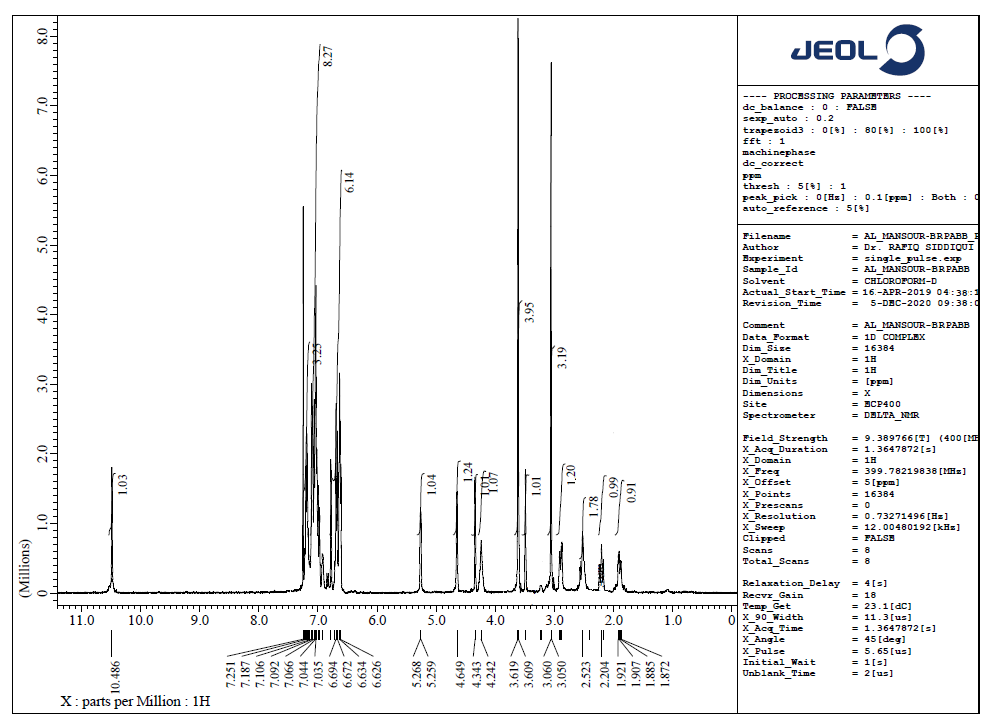 JEOL
---- PROCESSING PARAMETERS ----
dc_balance : 0 : FALSE
sexp_auto : 0.2
trapezoid3 : 0[%] : 80[%] : 100[%]
fft : 1
machinephase
dc_correct
ppm
thresh : 5[%] : 1
peak_pick : 0[Hz] : 0.1[ppm] : Both : 0
auto_reference : 5[%]
Filename = AL_MANSOUR-BRPABB_P
Author = Dr. RAFIQ SIDDIQUI
Experiment = single_pulse.exp
Sample_Id = AL_MANSOUR-BRPABB
Solvent = CHLOROFORM-D
Actual_Start_Time = 16-APR-2019 04:38:1
Revision_Time = 5-DEC-2020 09:38:0
Comment = AL_MANSOUR-BRPABB
Data_Format = 1D COMPLEX
Dim_Size = 16384
X_Domain = 1H
Dim_Title = 1H
Dim_Units = [ppm]
Dimensions = X
Site = ECP400
Spectrometer = DELTA_NMR
Field_Strength = 9.389766[T] (400[MH
X_Acq_Duration = 1.3647872[s]
X_Domain = 1H
X_Freq = 399.78219838[MHz]
X_Offset = 5[ppm]
X_Points = 16384
X_Prescans = 0
X_Resolution = 0.73271496[Hz]
X_Sweep = 12.00480192[kHz]
Clipped = FALSE
Scans = 8
Total_Scans = 8
Relaxation_Delay = 4[s]
Recvr_Gain = 18
Temp_Get = 23.1[dC]
X_90_Width = 11.3[us]
X_Acq_Time = 1.3647872[s]
X_Angle = 45[deg]
X_Pulse = 5.65[us]
Initial_Wait = 1[s]
Unblank_Time = 2[us]
8.0
7.0
6.0
5.0
4.0
3.0
2.0
1.0
0
(Millions)
1.03
3.25
8.27
6.14
1.04
1.24
1.01
1.07
3.95
1.01
3.19
1.20
1.78
0.99
0.91
11.0 10.0 9.0 8.0 7.0 6.0 5.0 4.0 3.0 2.0 1.0 0
10.486
7.251
7.187
7.106
7.092
7.066
7.044
7.035
6.694
6.672
6.634
6.626
5.268
5.259
4.649
4.343
4.242
3.619
3.609
3.060
3.050
2.523
2.204
1.921
1.907
1.885
1.872
X : parts per Million : 1H